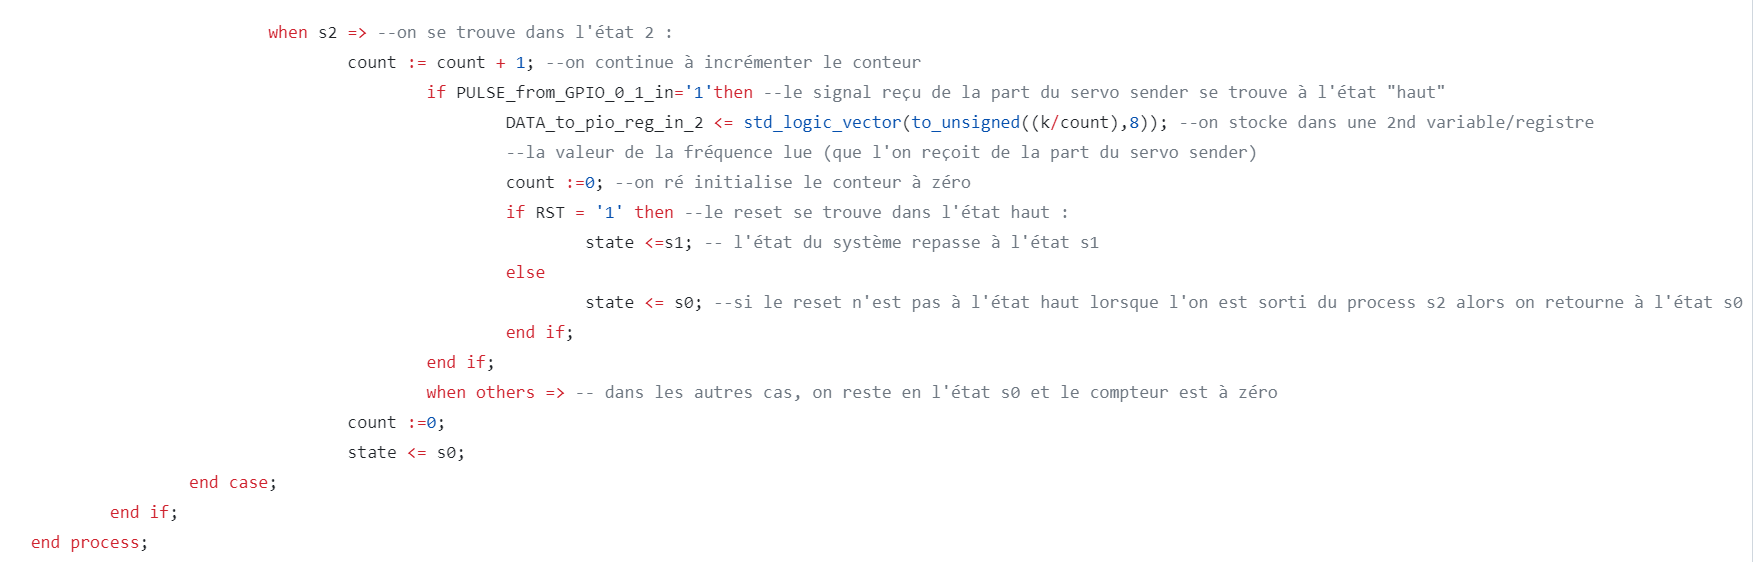 when s2 => --on se trouve dans l'état 2 :
count := count + 1; --on continue à incrémenter le conteur
if PULSE_from_GPIO_0_1_in='1'then --le signal reçu de la part du servo sender se trouve à l'état "haut"
DATA_to_pio_reg_in_2 <= std_logic_vector(to_unsigned((k/count),8)); --on stocke dans une 2nd variable/registre
--la valeur de la fréquence lue (que l'on reçoit de la part du servo sender)
count :=0; --on ré initialise le conteur à zéro
if RST = '1' then --le reset se trouve dans l'état haut :
state <=s1; -- l'état du système repasse à l'état s1
else
state <= s0; --si le reset n'est pas à l'état haut lorsque l'on est sorti du process s2 alors on retourne à l'état s0
end if;
end if;
when others => -- dans les autres cas, on reste en l'état s0 et le compteur est à zéro
count :=0;
state <= s0;
end case;
end if;
end process;